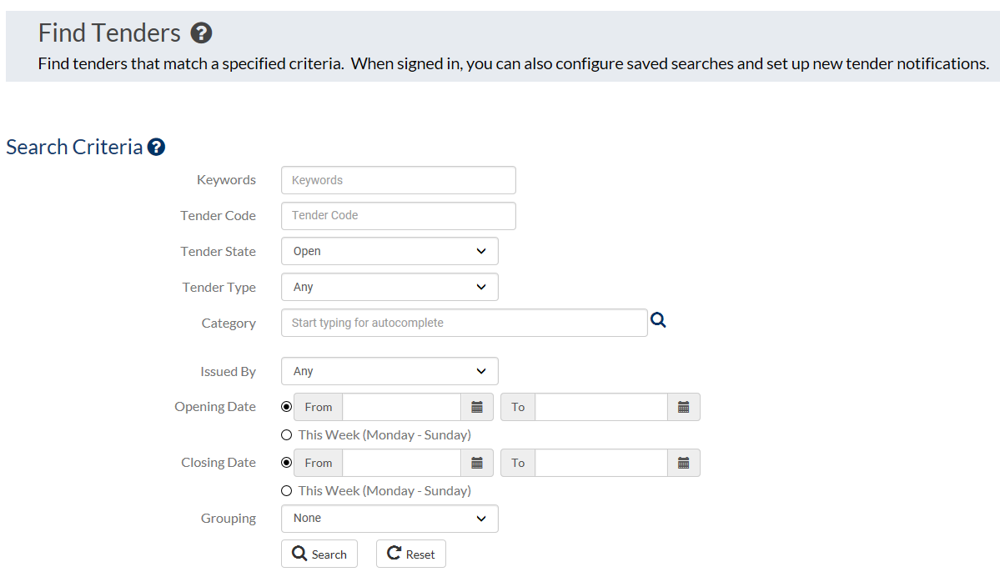 Find Tenders
Find tenders that match a specified criteria.  When signed in, you can also configure saved searches and set up new tender notifications.
Search Criteria
Keywords Keywords
Tender Code Tender Code
Tender State Open
Tender Type Any
Category Start typing for autocomplete
Issued By Any
Opening Date From To
This Week (Monday - Sunday)
Closing Date From To
This Week (Monday - Sunday)
Grouping None
Search Reset